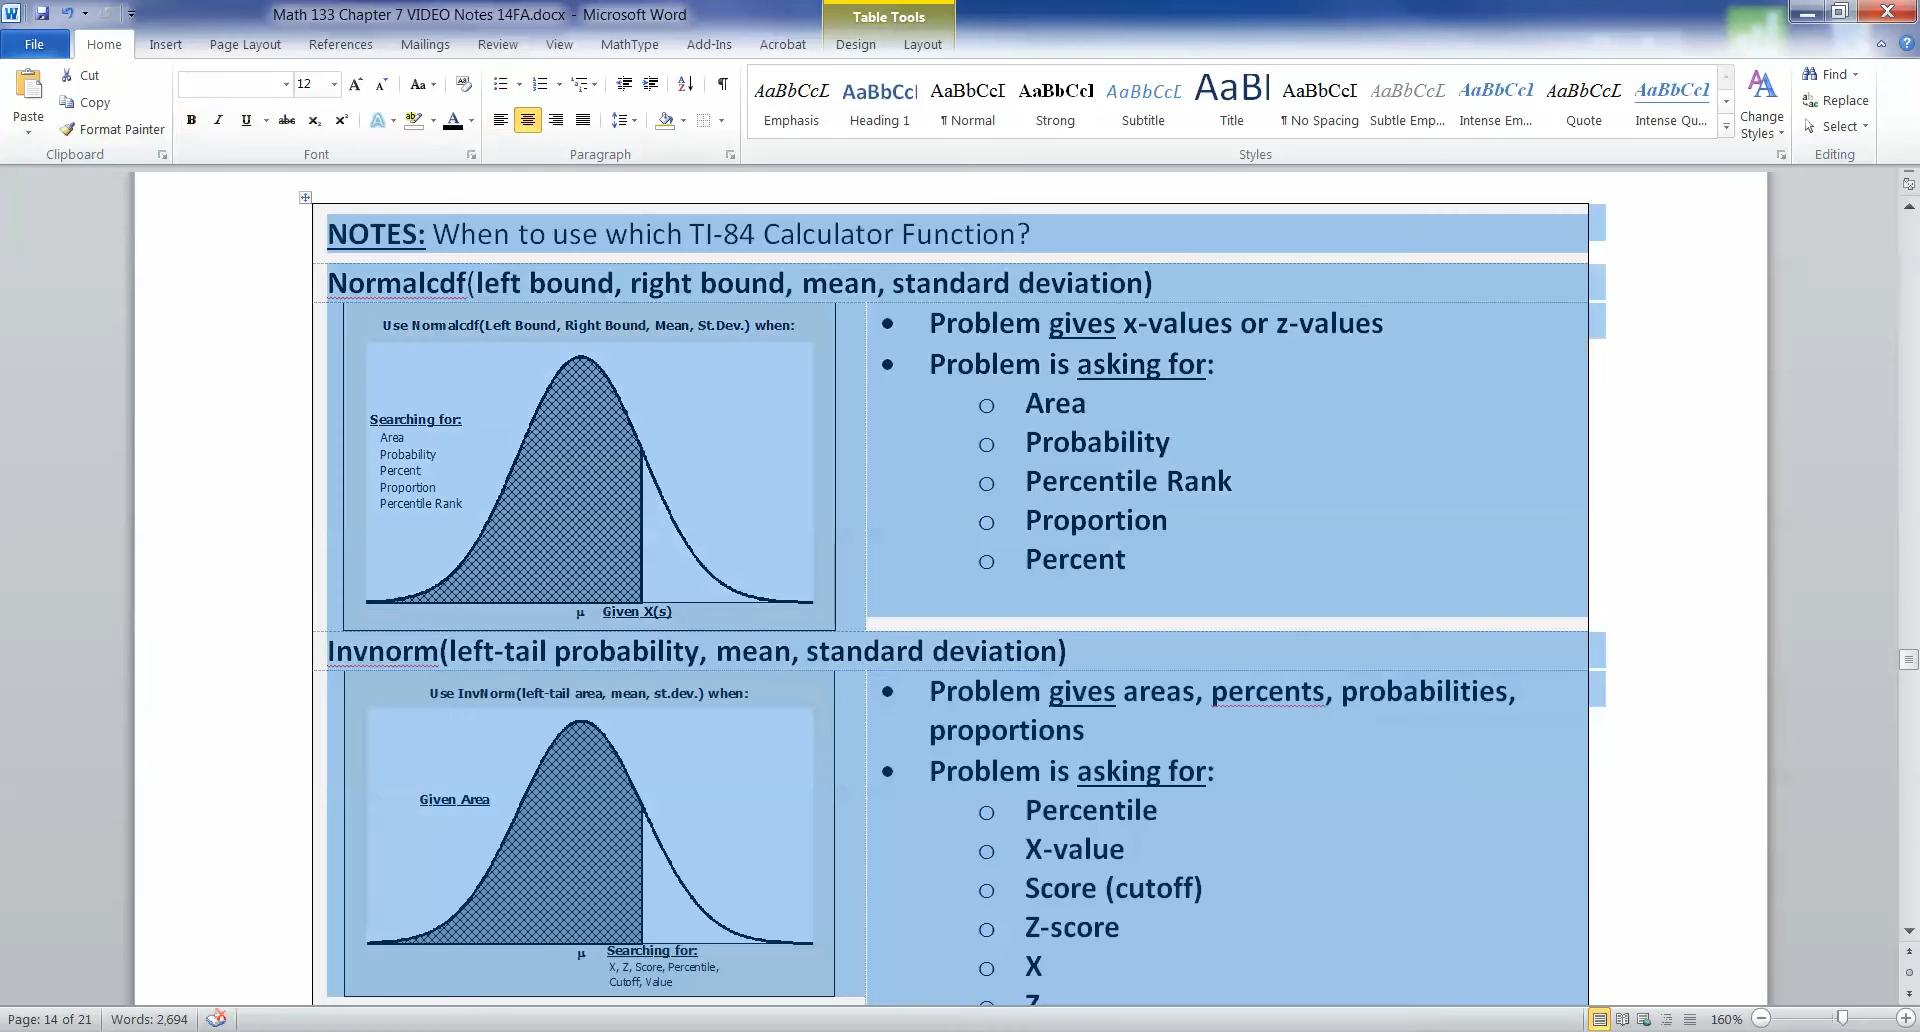 Math 133 Chapter 7 VIDEO Notes 14FA.docx - Microsoft Word
Table Tools
File Home Insert Page Layout References Mailings Review View MathType Add-Ins Acrobat Design Layout
Paste
Cut
Copy
Format Painter
Clipboard
12
Font
Paragraph
AaBbCcL AaBbCcI AaBbCcI AaBbCcI AaBbCcL AaBl AaBbCcI AaBbCcL AaBbCcI AaBbCcL AaBbCcI
Emphasis Heading 1 ¶ Normal Strong Subtitle Title ¶ No Spacing Subtle Emp... Intense Em... Quote Intense Qu...
Change Styles
Styles
Find
Replace
Select
Editing
NOTES: When to use which TI-84 Calculator Function?
Normalcdf(left bound, right bound, mean, standard deviation)
Use Normalcdf(Left Bound, Right Bound, Mean, St.Dev.) when:
Searching for:
Area
Probability
Percent
Proportion
Percentile Rank
μ Given X(s)
• Problem gives x-values or z-values
• Problem is asking for:
o Area
o Probability
o Percentile Rank
o Proportion
o Percent
Invnorm(left-tail probability, mean, standard deviation)
Use InvNorm(left-tail area, mean, st.dev.) when:
Given Area
μ Searching for:
X, Z, Score, Percentile,
Cutoff, Value
• Problem gives areas, percents, probabilities,
proportions
• Problem is asking for:
o Percentile
o X-value
o Score (cutoff)
o Z-score
o X
o Z
Page: 14 of 21 Words: 2,694 160%